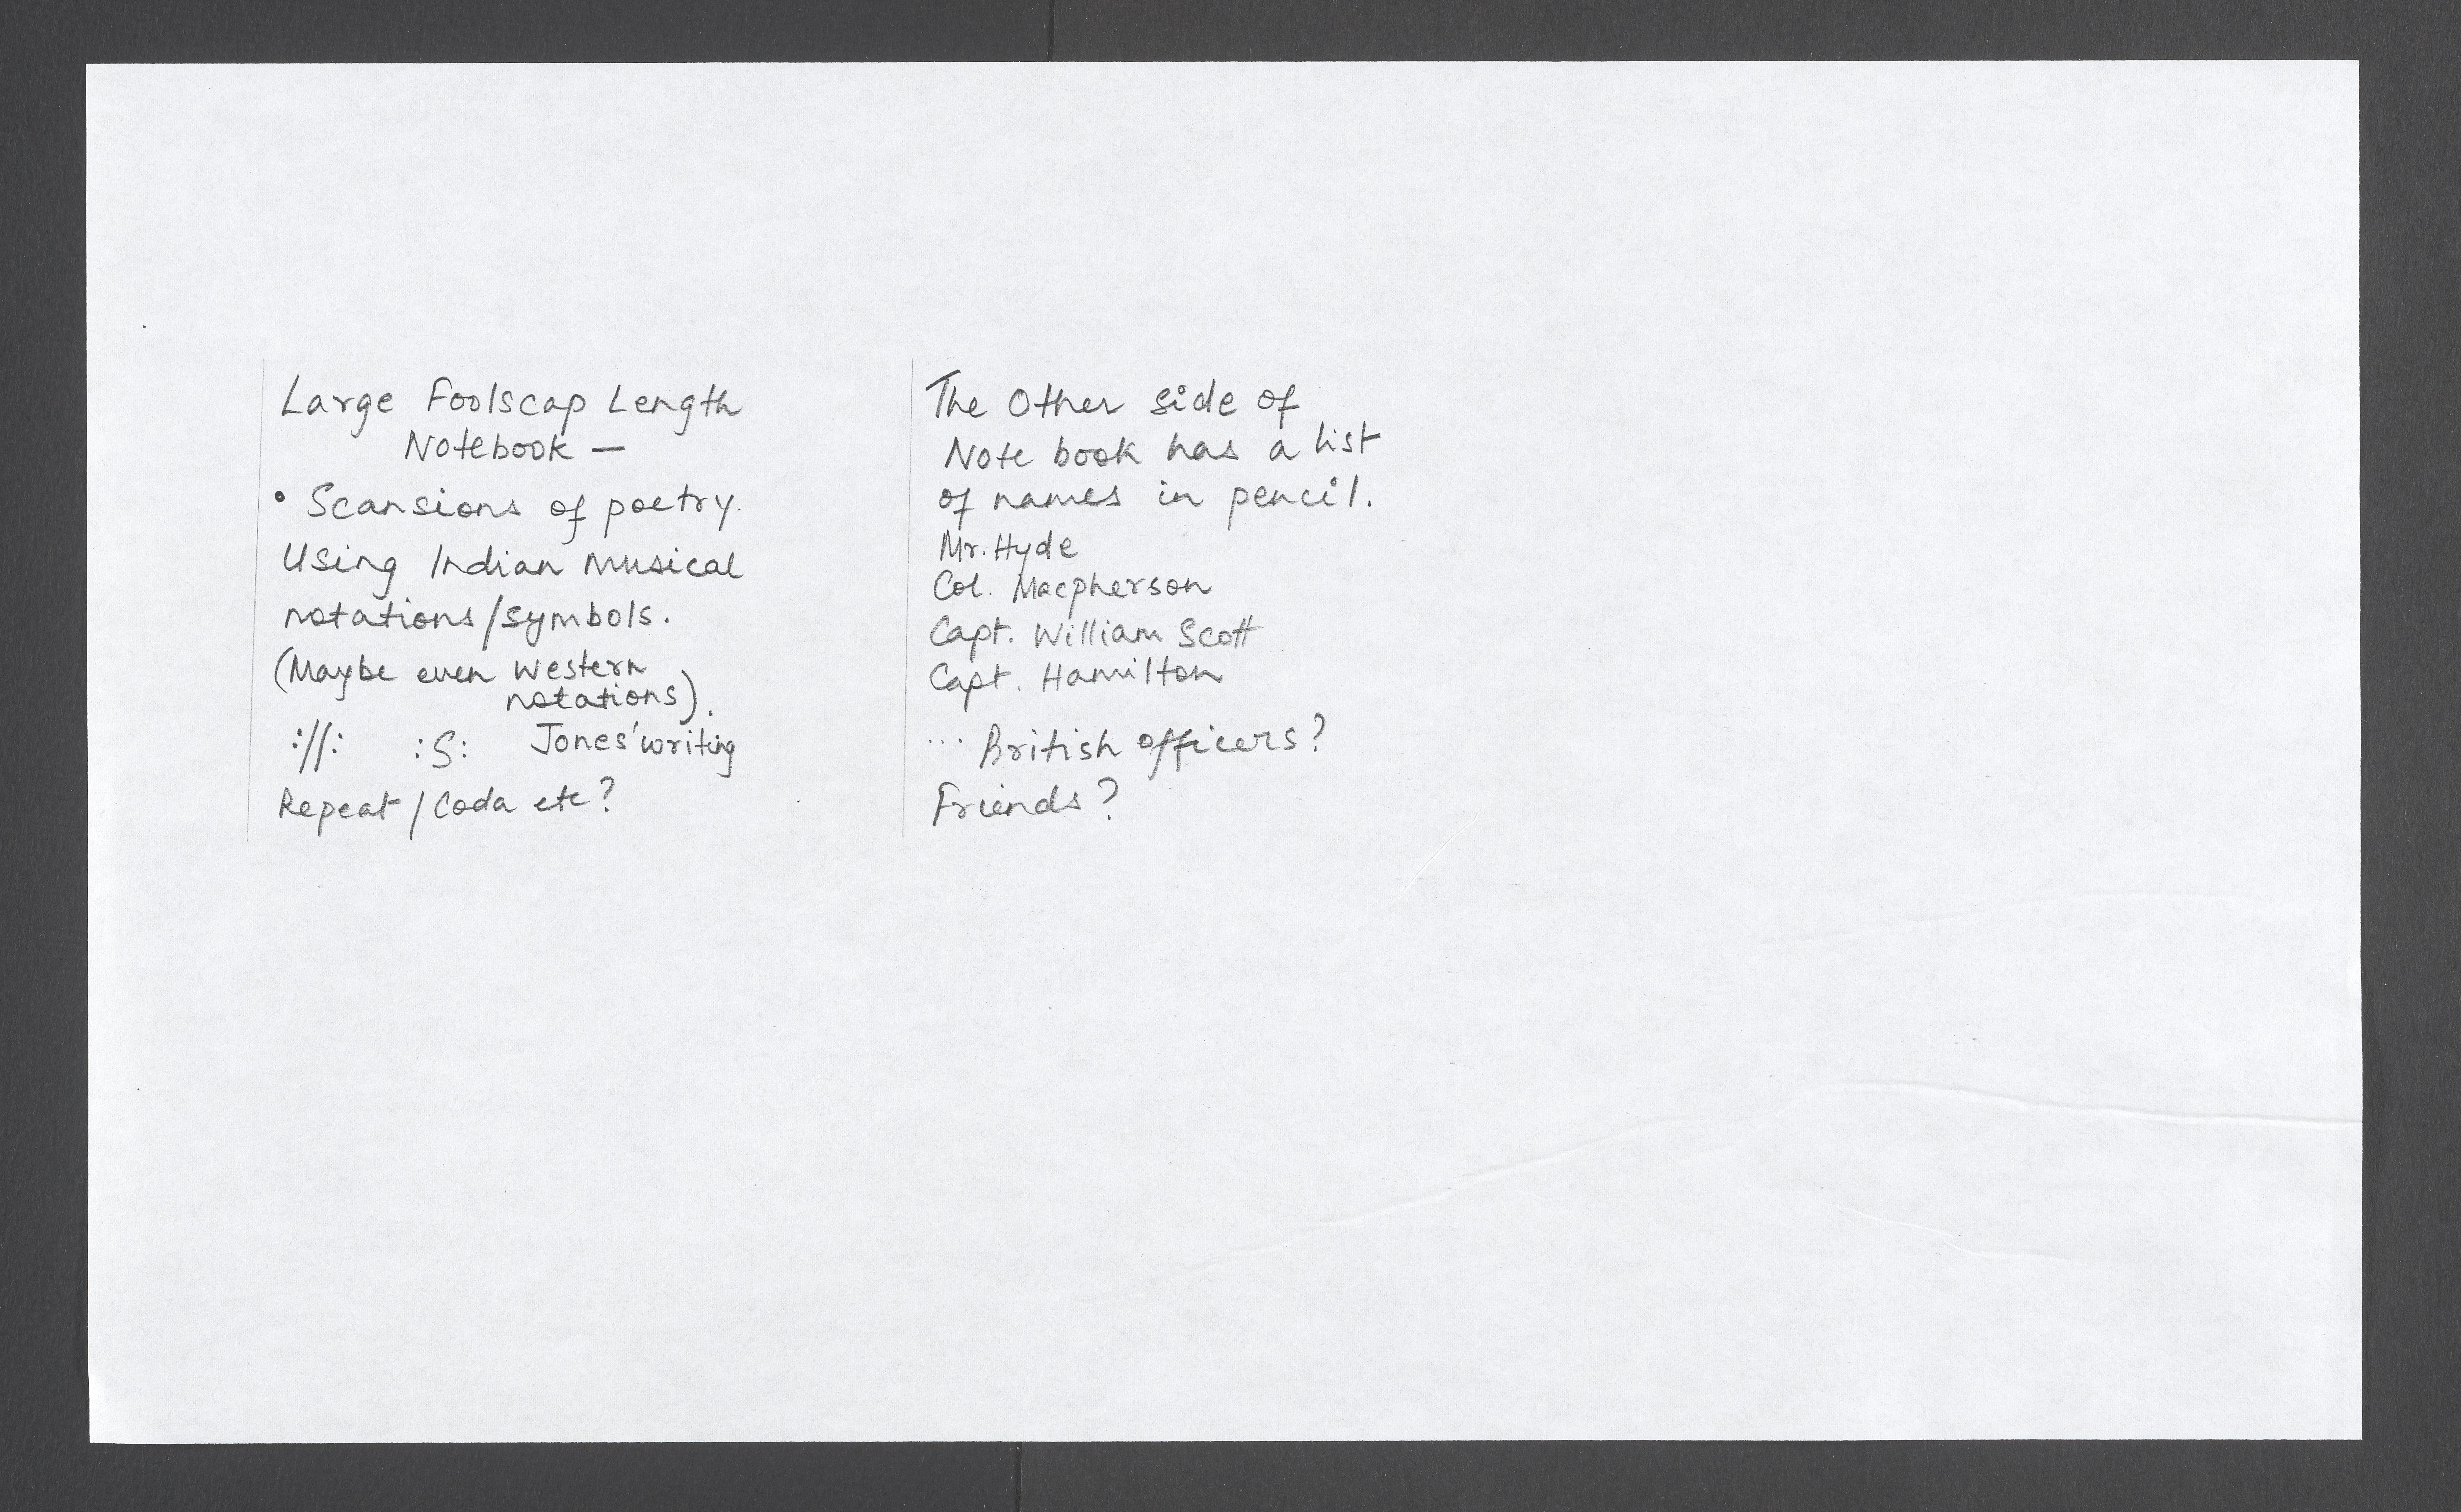 Large Foolscap Length
Notebook —
• Scansions of poetry.
Using Indian Musical
notations/symbols.
(Maybe even Western
notations).
://: :S: Jones' writing
Repeat / Coda etc?
The Other side of
Note book has a list
of names in pencil.
Mr. Hyde
Col. Macpherson
Capt. William Scott
Capt. Hamilton
... British officers?
Friends?